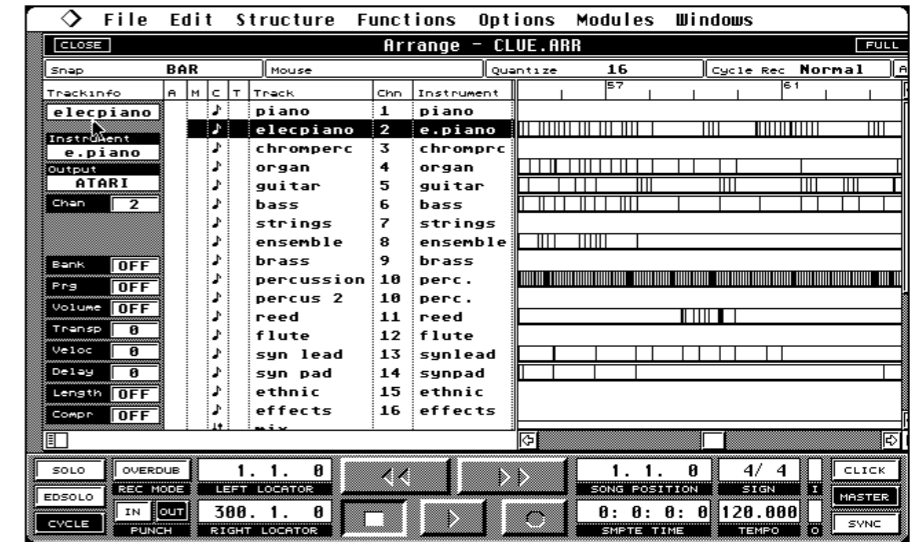 File Edit Structure Functions Options Modules Windows
CLOSE Arrange - CLUE.ARR FULL
Snap BAR Mouse Quantize 16 Cycle Rec Normal A
Trackinfo A M C T Track Chn Instrument 57 61
elecpiano piano 1 piano
elecpiano 2 e.piano
Instrument
e.piano chromperc 3 chromprc
Output organ 4 organ
ATARI guitar 5 guitar
Chan 2 bass 6 bass
strings 7 strings
ensemble 8 ensemble
Bank OFF brass 9 brass
Prg OFF percussion 10 perc.
percus 2 10 perc.
Volume OFF reed 11 reed
Transp 0 flute 12 flute
Veloc 0 syn lead 13 synlead
Delay 0 syn pad 14 synpad
Length OFF ethnic 15 ethnic
Compr OFF effects 16 effects
SOLO OVERDUB 1. 1. 0 1. 1. 0 4/ 4 CLICK
REC MODE LEFT LOCATOR SONG POSITION SIGN I
EDSOLO MASTER
IN OUT 300. 1. 0 0: 0: 0: 0 120.000
CYCLE PUNCH RIGHT LOCATOR SMPTE TIME TEMPO O SYNC